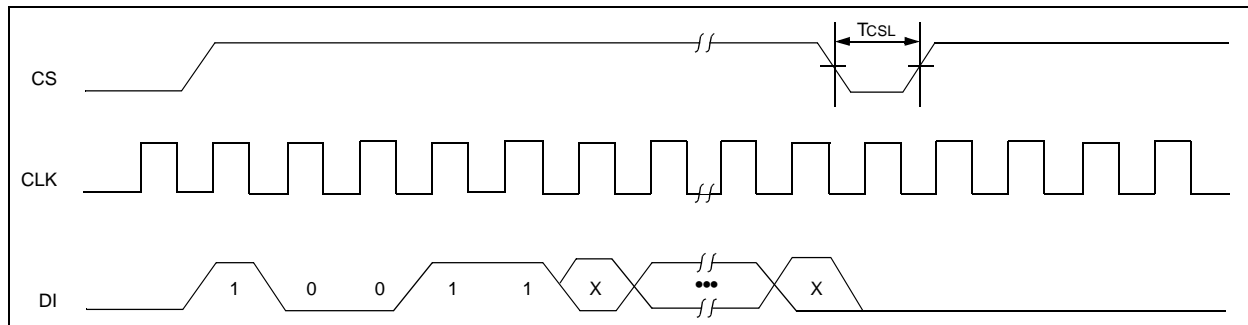 TCSL
CS
CLK
DI 1 0 0 1 1 X ••• X